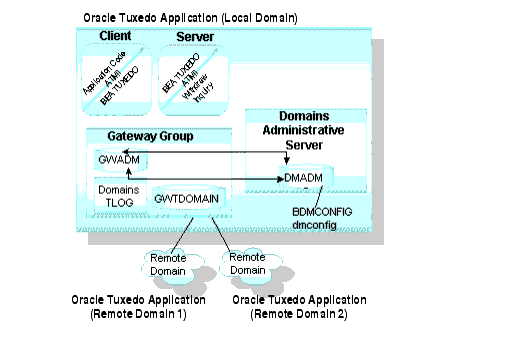 Oracle Tuxedo Application (Local Domain)
Client
Server
Application Code
ATMI
BEA TUXEDO
BEA TUXEDO
ATMI
Withdraw
Inquiry
Domains
Administrative
Server
Gateway Group
GWADM
DMADM
Domains
TLOG
GWTDOMAIN
BDMCONFIG
dmconfig
Remote
Domain
Remote
Domain
Oracle Tuxedo Application
(Remote Domain 1)
Oracle Tuxedo Application
(Remote Domain 2)